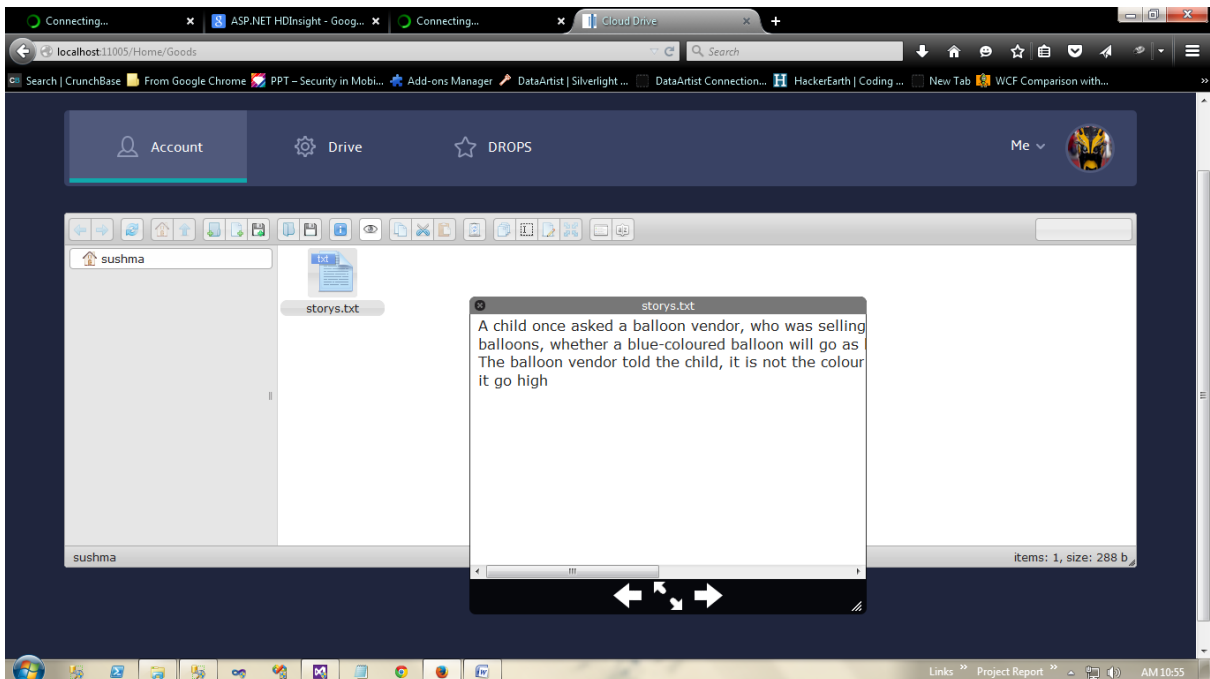 Connecting...
ASP.NET HDInsight - Goog...
Connecting...
Cloud Drive
localhost:11005/Home/Goods
Search
Search | CrunchBase
From Google Chrome
PPT – Security in Mobi...
Add-ons Manager
DataArtist | Silverlight ...
DataArtist Connection...
HackerEarth | Coding ...
New Tab
WCF Comparison with...
Account
Drive
DROPS
Me
sushma
txt
storys.txt
storys.txt
A child once asked a balloon vendor, who was selling
balloons, whether a blue-coloured balloon will go as
The balloon vendor told the child, it is not the colour
it go high
sushma
items: 1, size: 288 b
Links
Project Report
AM 10:55